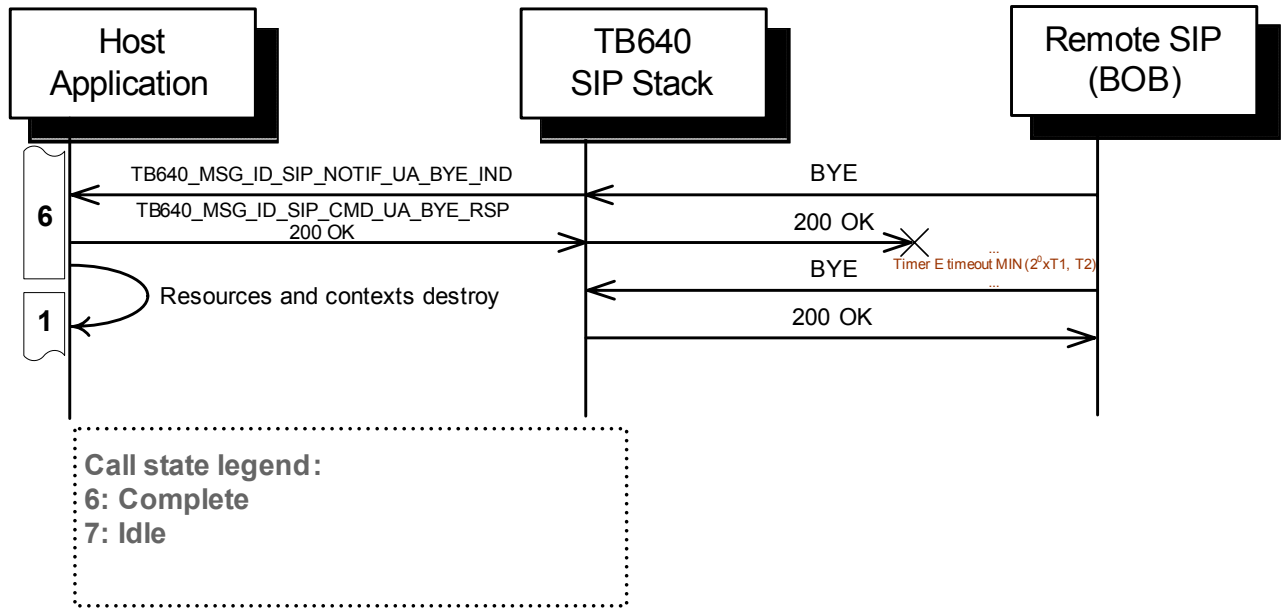 Host
Application
TB640
SIP Stack
Remote SIP
(BOB)
TB640_MSG_ID_SIP_NOTIF_UA_BYE_IND
BYE
6
TB640_MSG_ID_SIP_CMD_UA_BYE_RSP
200 OK
200 OK
...
Timer E timeout MIN (2⁰xT1, T2)
...
BYE
Resources and contexts destroy
1
200 OK
Call state legend:
6: Complete
7: Idle